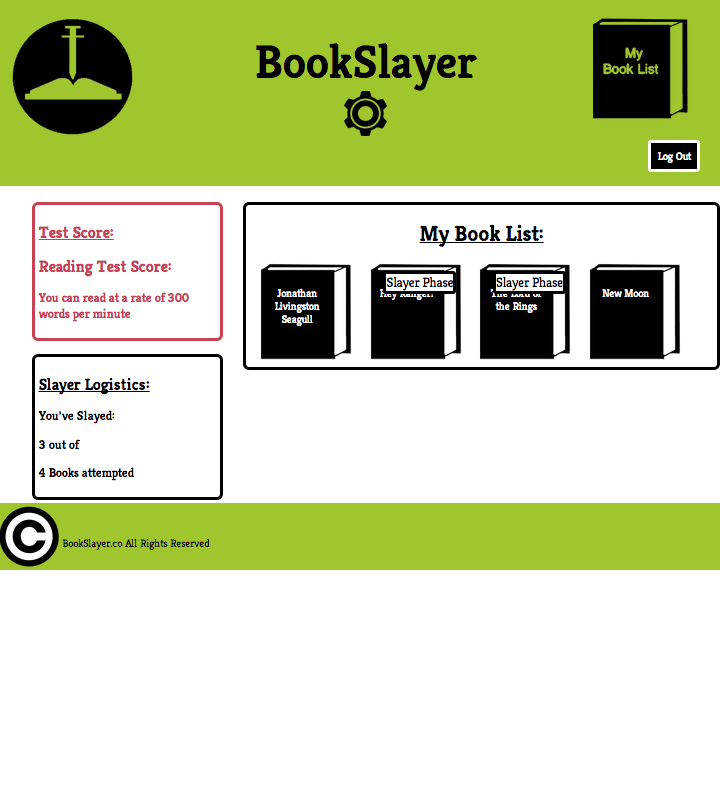 BookSlayer
My
Book List
Log Out
Test Score:
Reading Test Score:
You can read at a rate of 300
words per minute
Slayer Logistics:
You've Slayed:
3 out of
4 Books attempted
My Book List:
Jonathan
Livingston
Seagull
Slayer Phase
Hey Ranger!
Slayer Phase
The Lord of
the Rings
New Moon
© BookSlayer.co All Rights Reserved